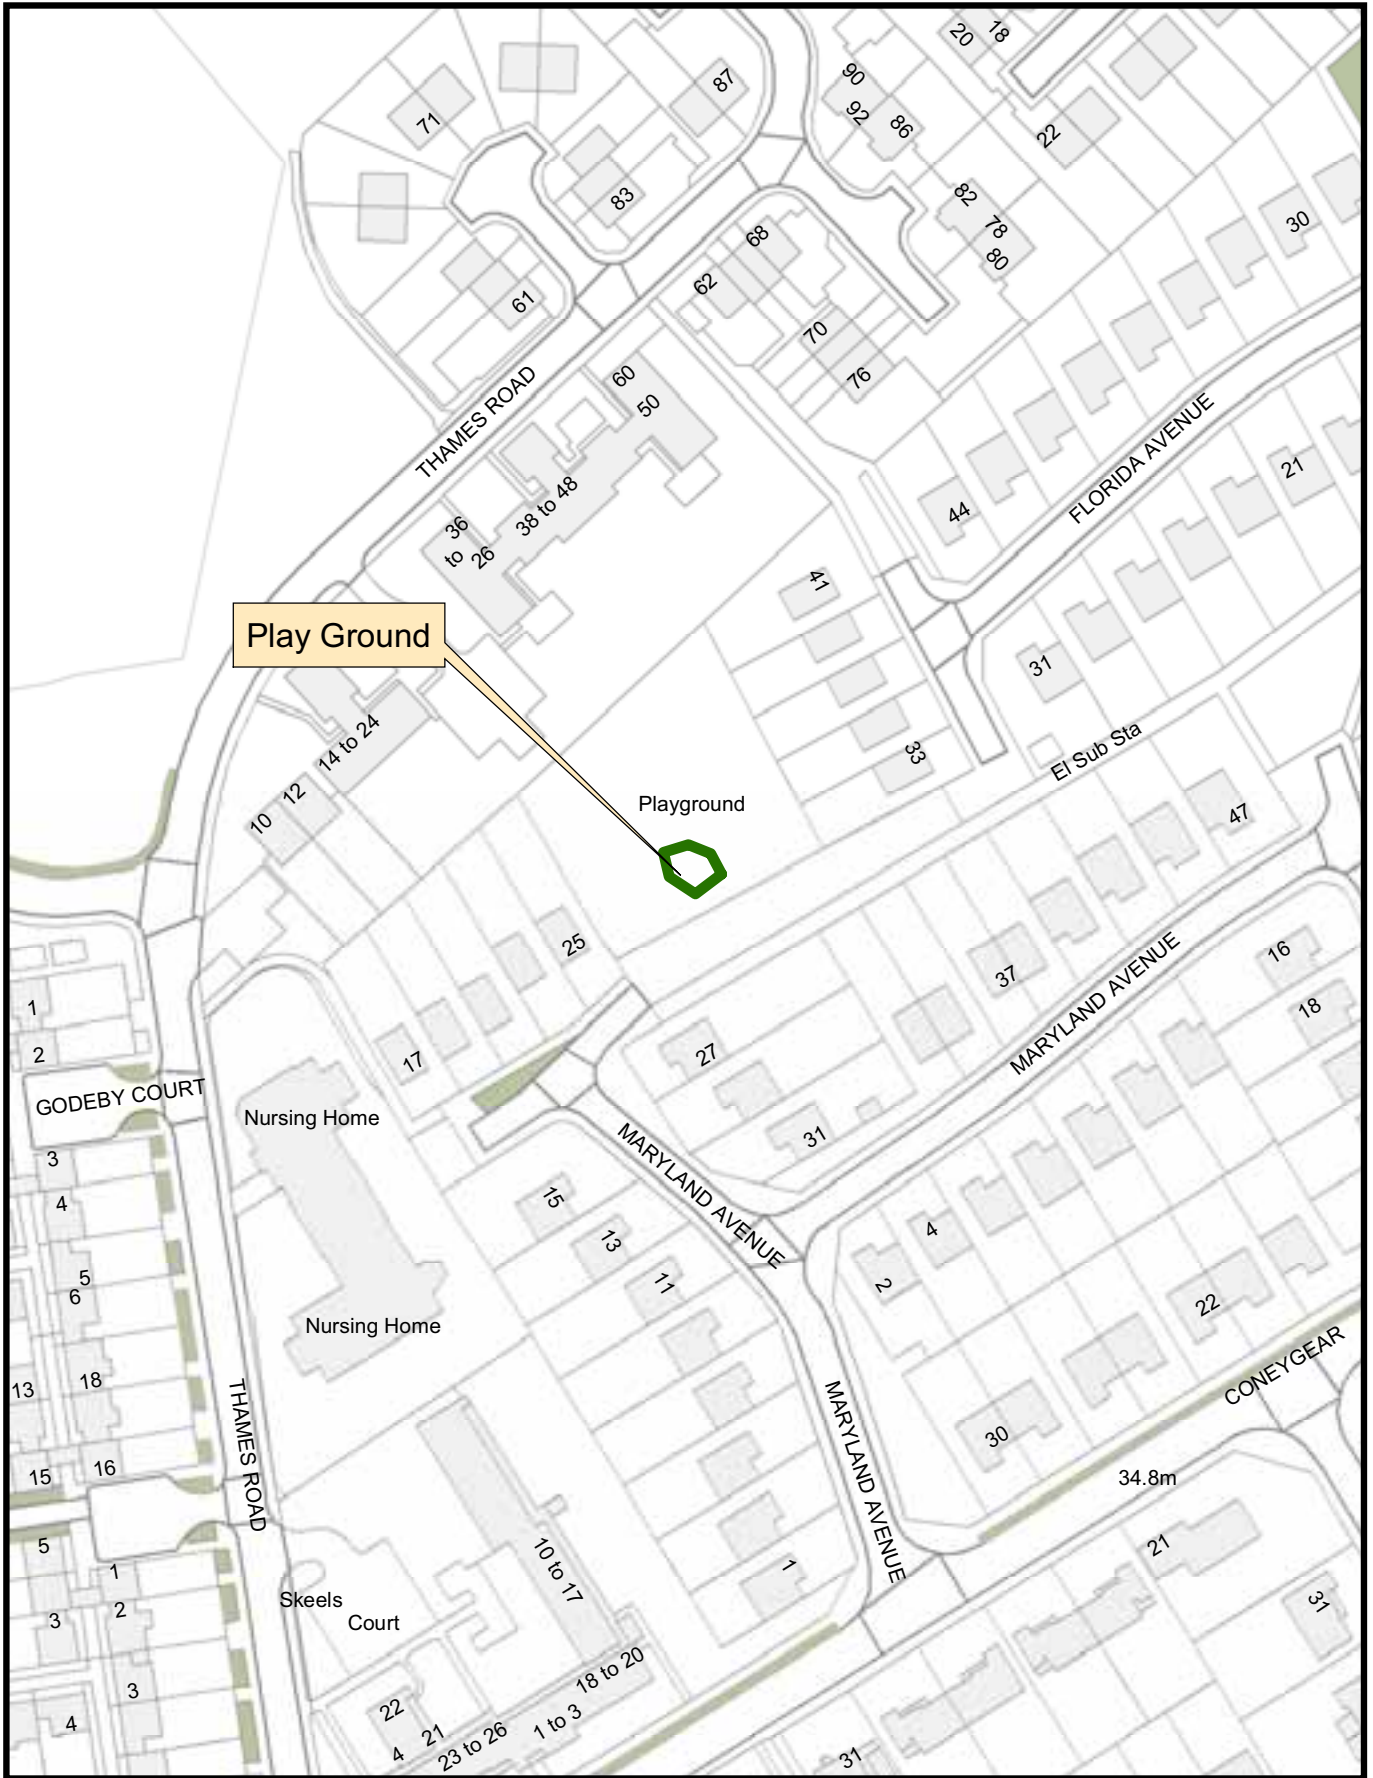 20
18
90
87
71
92
86
22
83
82
78
30
68
80
62
61
70
60
76
50
THAMES ROAD
FLORIDA AVENUE
21
38 to 48
44
36
to
26
41
Play Ground
31
14 to 24
33
El Sub Sta
12
Playground
10
47
25
37
16
MARYLAND AVENUE
1
18
2
27
17
GODEBY COURT
Nursing Home
31
MARYLAND AVENUE
3
15
4
13
4
5
11
2
6
22
Nursing Home
CONEYGEAR
18
13
30
THAMES ROAD
MARYLAND AVENUE
16
15
34.8m
5
21
1
10 to 17
1
Skeels
Court
2
3
31
18 to 20
3
22
1 to 3
4
21
23 to 26
4
31